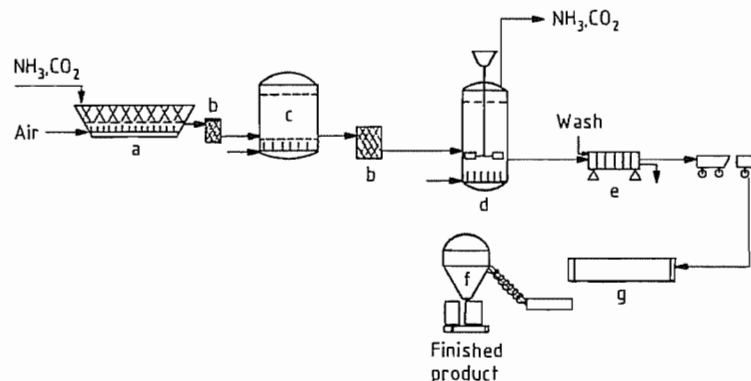 NH₃.CO₂
NH₃.CO₂
Air
a
b
c
b
d
Wash
e
f
g
Finished
product